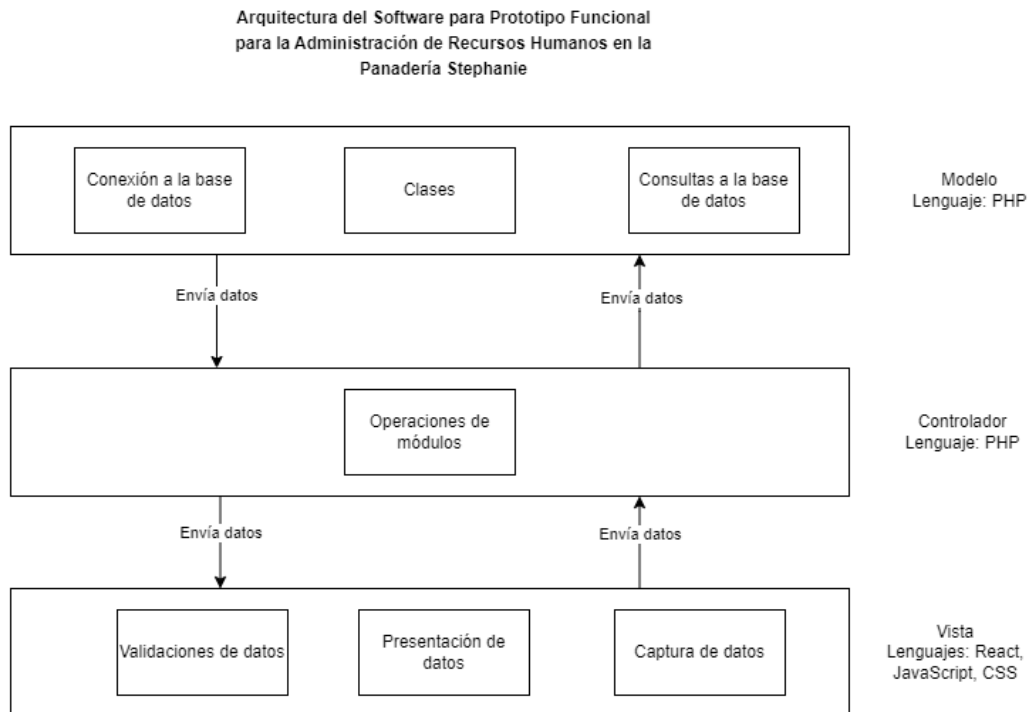 Arquitectura del Software para Prototipo Funcional
para la Administración de Recursos Humanos en la
Panadería Stephanie
Conexión a la base
de datos
Clases
Consultas a la base
de datos
Modelo
Lenguaje: PHP
Envía datos
Envía datos
Operaciones de
módulos
Controlador
Lenguaje: PHP
Envía datos
Envía datos
Validaciones de datos
Presentación de
datos
Captura de datos
Vista
Lenguajes: React,
JavaScript, CSS